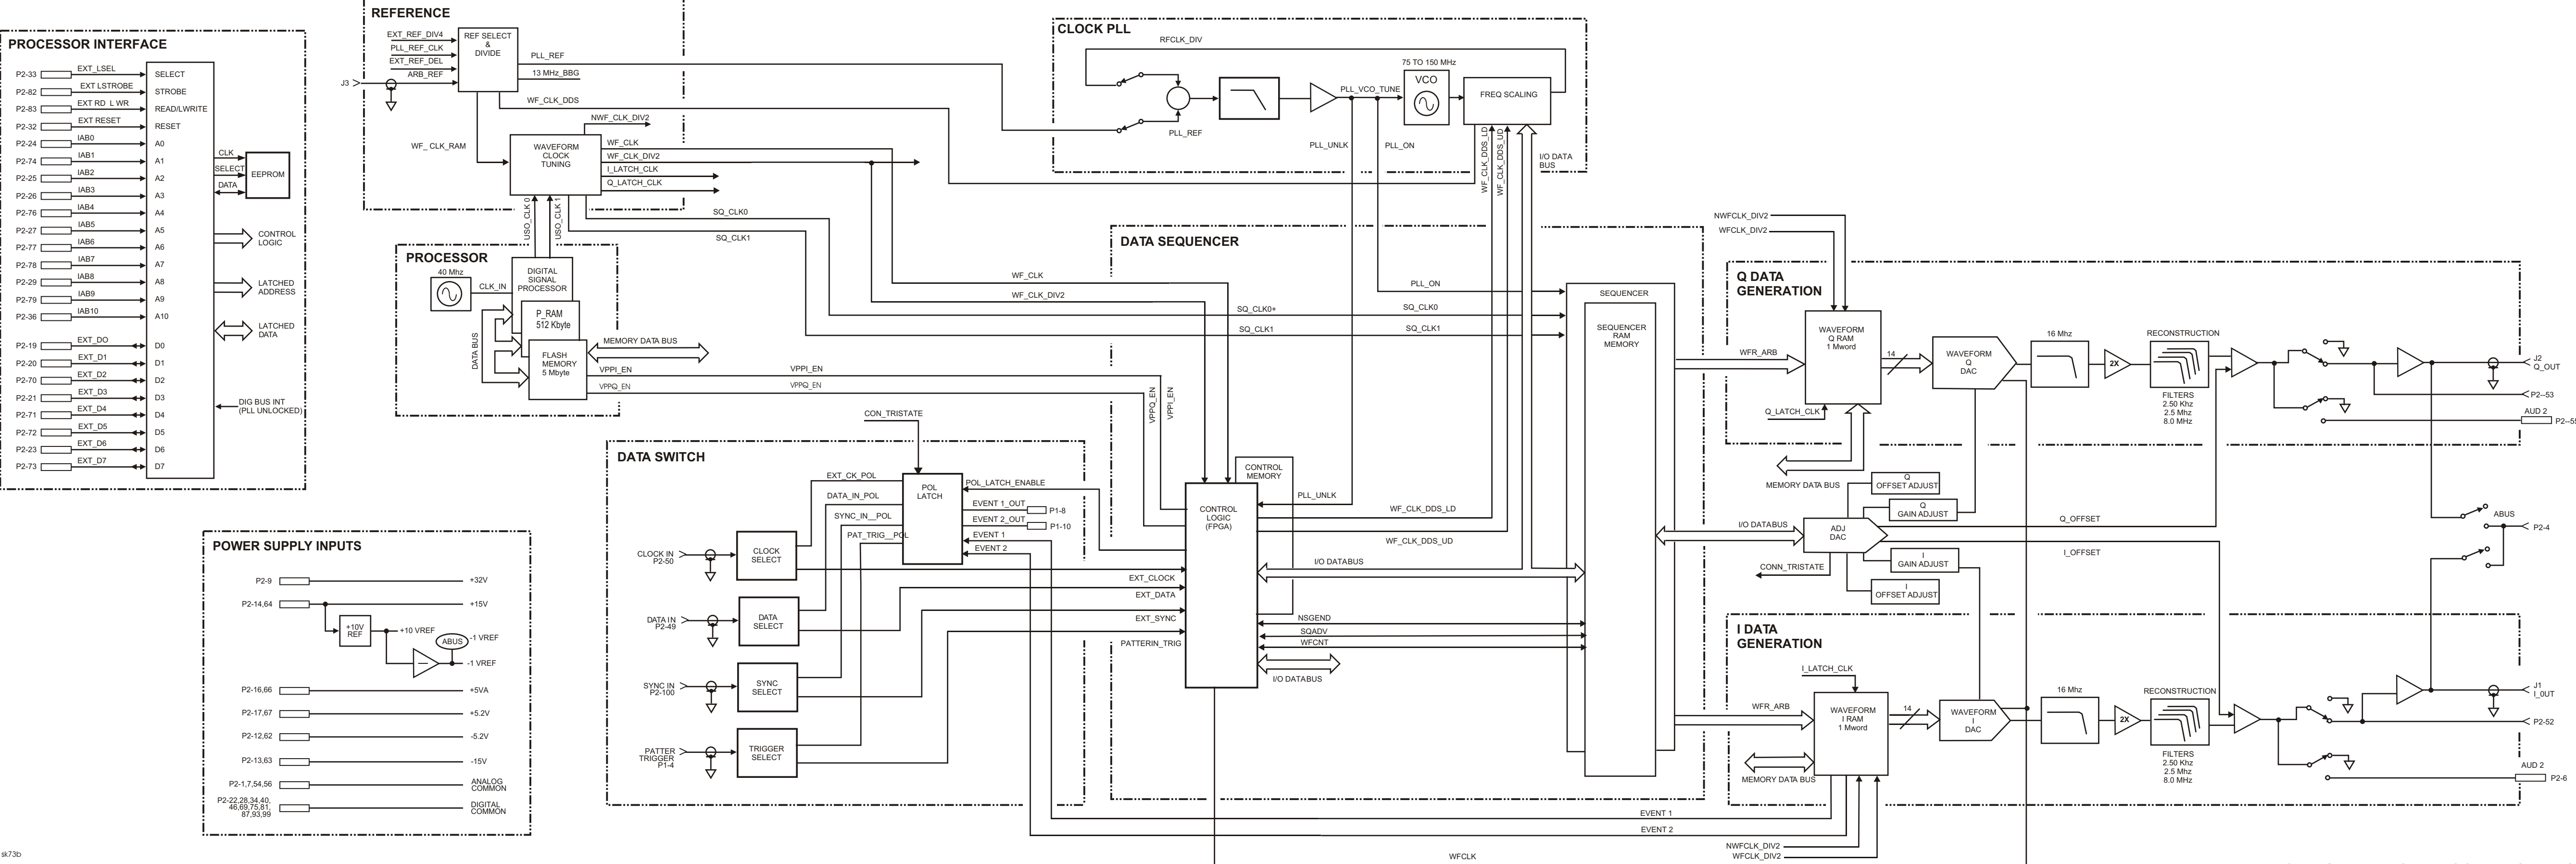 PROCESSOR INTERFACE
P2-33 EXT_LSEL SELECT
P2-82 EXT LSTROBE STROBE
P2-83 EXT RD L WR READ/LWRITE
P2-32 EXT RESET RESET
P2-24 IAB0 A0
P2-74 IAB1 A1
P2-25 IAB2 A2
P2-26 IAB3 A3
P2-76 IAB4 A4
P2-27 IAB5 A5
P2-77 IAB6 A6
P2-78 IAB7 A7
P2-29 IAB8 A8
P2-79 IAB9 A9
P2-36 IAB10 A10
P2-19 EXT_DO D0
P2-20 EXT_D1 D1
P2-70 EXT_D2 D2
P2-21 EXT_D3 D3
P2-71 EXT_D4 D4
P2-72 EXT_D5 D5
P2-23 EXT_D6 D6
P2-73 EXT_D7 D7
CLK
SELECT
DATA
EEPROM
CONTROL
LOGIC
LATCHED
ADDRESS
LATCHED
DATA
DIG BUS INT
(PLL UNLOCKED)
REFERENCE
EXT_REF_DIV4
PLL_REF_CLK
EXT_REF_DEL
ARB_REF
J3
REF SELECT
&
DIVIDE
PLL_REF
13 MHz_BBG
WF_CLK_DDS
NWF_CLK_DIV2
WF_ CLK_RAM
WAVEFORM
CLOCK
TUNING
WF_CLK
WF_CLK_DIV2
I_LATCH_CLK
Q_LATCH_CLK
USO_CLK 0
USO_CLK 1
SQ_CLK0
SQ_CLK1
PROCESSOR
40 Mhz
CLK_IN
DIGITAL
SIGNAL
PROCESSOR
P_RAM
512 Kbyte
FLASH
MEMORY
5 Mbyte
DATA BUS
MEMORY DATA BUS
VPPI_EN
VPPI_EN
VPPQ_EN
VPPQ_EN
CLOCK PLL
RFCLK_DIV
PLL_REF
75 TO 150 MHz
PLL_VCO_TUNE
VCO
FREQ SCALING
PLL_UNLK
PLL_ON
WF_CLK_DDS_LD
WF_CLK_DDS_UD
I/O DATA
BUS
DATA SEQUENCER
WF_CLK
WF_CLK_DIV2
PLL_ON
SQ_CLK0+
SQ_CLK0
SQ_CLK1
SQ_CLK1
SEQUENCER
SEQUENCER
RAM
MEMORY
VPPQ_EN
VPPI_EN
CONTROL
MEMORY
CONTROL
LOGIC
(FPGA)
PLL_UNLK
WF_CLK_DDS_LD
WF_CLK_DDS_UD
I/O DATABUS
NSGEND
SQADV
WFCNT
I/O DATABUS
EXT_CLOCK
EXT_DATA
EXT_SYNC
PATTERIN_TRIG
DATA SWITCH
CON_TRISTATE
EXT_CK_POL
DATA_IN_POL
SYNC_IN__POL
PAT_TRIG__POL
POL
LATCH
POL_LATCH_ENABLE
EVENT 1_OUT P1-8
EVENT 2_OUT P1-10
EVENT 1
EVENT 2
CLOCK IN
P2-50
CLOCK
SELECT
DATA IN
P2-49
DATA
SELECT
SYNC IN
P2-100
SYNC
SELECT
PATTER
TRIGGER
P1-4
TRIGGER
SELECT
POWER SUPPLY INPUTS
P2-9 +32V
P2-14,64 +15V
+10V
REF
+10 VREF
ABUS
-1 VREF
-1 VREF
P2-16,66 +5VA
P2-17,67 +5.2V
P2-12,62 -5.2V
P2-13,63 -15V
P2-1,7,54,56 ANALOG
COMMON
P2-22,28,34,40,
46,69,75,81,
87,93,99
DIGITAL
COMMON
NWFCLK_DIV2
WFCLK_DIV2
Q DATA
GENERATION
WFR_ARB
WAVEFORM
Q RAM
1 Mword
Q_LATCH_CLK
MEMORY DATA BUS
14
WAVEFORM
Q
DAC
16 Mhz
2X
RECONSTRUCTION
FILTERS
2.50 Khz
2.5 Mhz
8.0 MHz
J2
Q_OUT
P2--53
AUD 2
P2--55
Q
OFFSET ADJUST
Q
GAIN ADJUST
I/O DATABUS
ADJ
DAC
Q_OFFSET
I_OFFSET
CONN_TRISTATE
I
GAIN ADJUST
I
OFFSET ADJUST
ABUS
P2-4
I DATA
GENERATION
I_LATCH_CLK
WFR_ARB
WAVEFORM
I RAM
1 Mword
MEMORY DATA BUS
14
WAVEFORM
I
DAC
16 Mhz
2X
RECONSTRUCTION
FILTERS
2.50 Khz
2.5 Mhz
8.0 MHz
J1
I_0UT
P2-52
AUD 2
P2-6
EVENT 1
EVENT 2
NWFCLK_DIV2
WFCLK_DIV2
WFCLK
sk73b